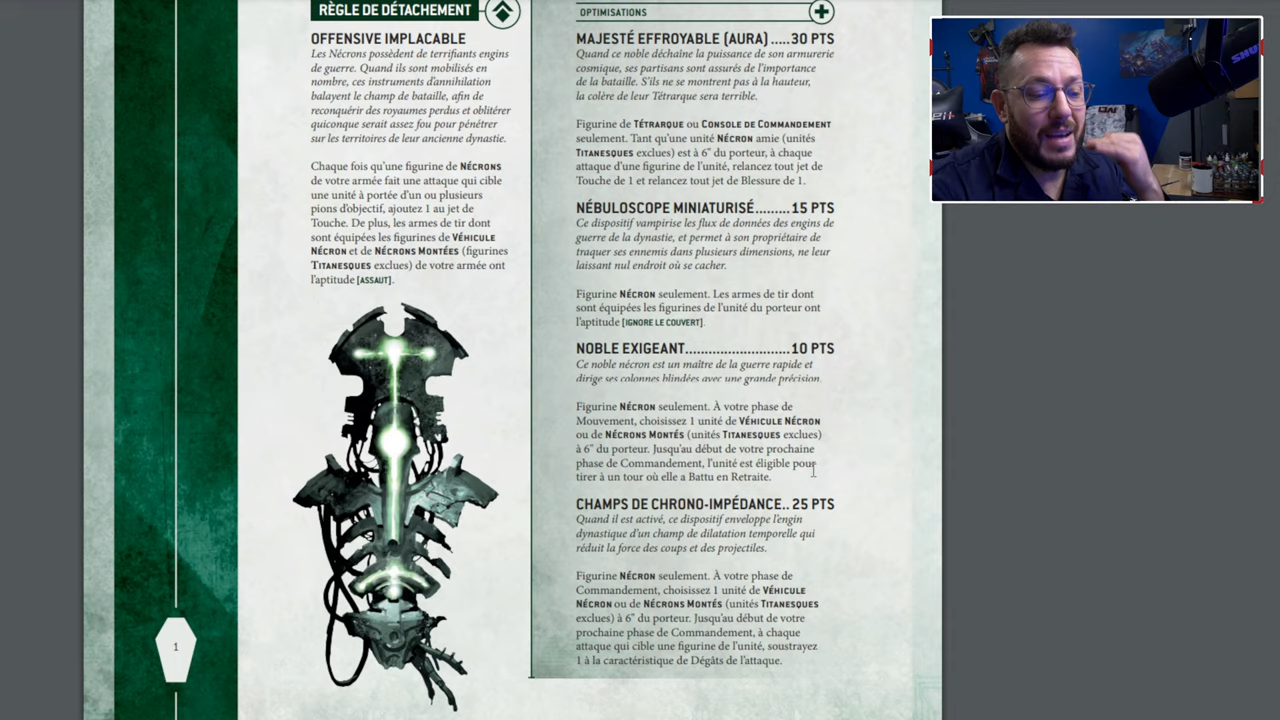 RÈGLE DE DÉTACHEMENT
OFFENSIVE IMPLACABLE
Les Nécrons possèdent de terrifiants engins
de guerre. Quand ils sont mobilisés en
nombre, ces instruments d'annihilation
balayent le champ de bataille, afin de
reconquérir des royaumes perdus et oblitérer
quiconque serait assez fou pour pénétrer
sur les territoires de leur ancienne dynastie.
Chaque fois qu'une figurine de NÉCRONS
de votre armée fait une attaque qui cible
une unité à portée d'un ou plusieurs
pions d'objectif, ajoutez 1 au jet de
Touche. De plus, les armes de tir dont
sont équipées les figurines de VÉHICULE
NÉCRON et de NÉCRONS MONTÉES (figurines
TITANESQUES exclues) de votre armée ont
l'aptitude [ASSAUT].
1
OPTIMISATIONS
MAJESTÉ EFFROYABLE (AURA) .....30 PTS
Quand ce noble déchaîne la puissance de son armurerie
cosmique, ses partisans sont assurés de l'importance
de la bataille. S'ils ne se montrent pas à la hauteur,
la colère de leur Tétrarque sera terrible.
Figurine de TÉTRARQUE ou CONSOLE DE COMMANDEMENT
seulement. Tant qu'une unité NÉCRON amie (unités
TITANESQUES exclues) est à 6" du porteur, à chaque
attaque d'une figurine de l'unité, relancez tout jet de
Touche de 1 et relancez tout jet de Blessure de 1.
NÉBULOSCOPE MINIATURISÉ.........15 PTS
Ce dispositif vampirise les flux de données des engins de
guerre de la dynastie, et permet à son propriétaire de
traquer ses ennemis dans plusieurs dimensions, ne leur
laissant nul endroit où se cacher.
Figurine NÉCRON seulement. Les armes de tir dont
sont équipées les figurines de l'unité du porteur ont
l'aptitude [IGNORE LE COUVERT].
NOBLE EXIGEANT..........................10 PTS
Ce noble nécron est un maître de la guerre rapide et
dirige ses colonnes blindées avec une grande précision.
Figurine NÉCRON seulement. À votre phase de
Mouvement, choisissez 1 unité de VÉHICULE NÉCRON
ou de NÉCRONS MONTÉS (unités TITANESQUES exclues)
à 6" du porteur. Jusqu'au début de votre prochaine
phase de Commandement, l'unité est éligible pour
tirer à un tour où elle a Battu en Retraite.
CHAMPS DE CHRONO-IMPÉDANCE.. 25 PTS
Quand il est activé, ce dispositif enveloppe l'engin
dynastique d'un champ de dilatation temporelle qui
réduit la force des coups et des projectiles.
Figurine NÉCRON seulement. À votre phase de
Commandement, choisissez 1 unité de VÉHICULE
NÉCRON ou de NÉCRONS MONTÉS (unités TITANESQUES
exclues) à 6" du porteur. Jusqu'au début de votre
prochaine phase de Commandement, à chaque
attaque qui cible une figurine de l'unité, soustrayez
1 à la caractéristique de Dégâts de l'attaque.